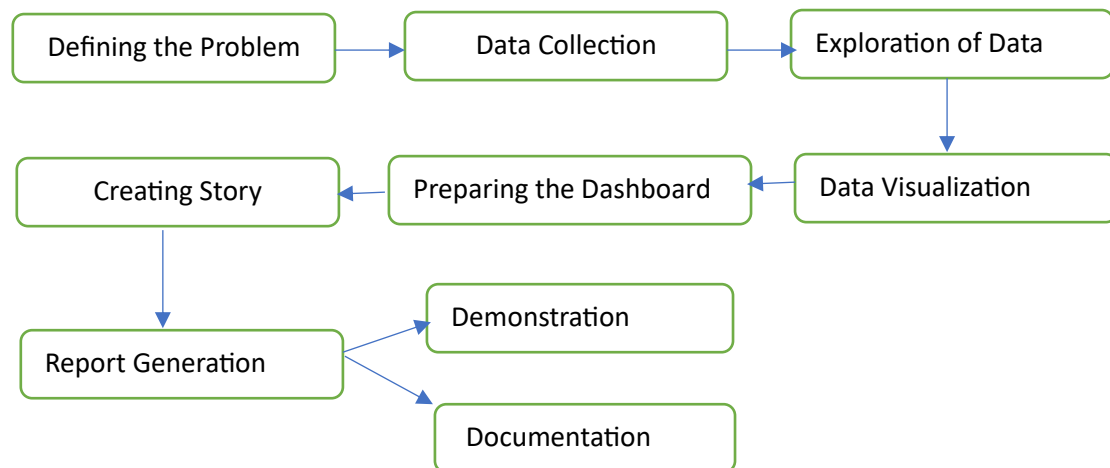 Defining the Problem
Data Collection
Exploration of Data
Creating Story
Preparing the Dashboard
Data Visualization
Demonstration
Report Generation
Documentation